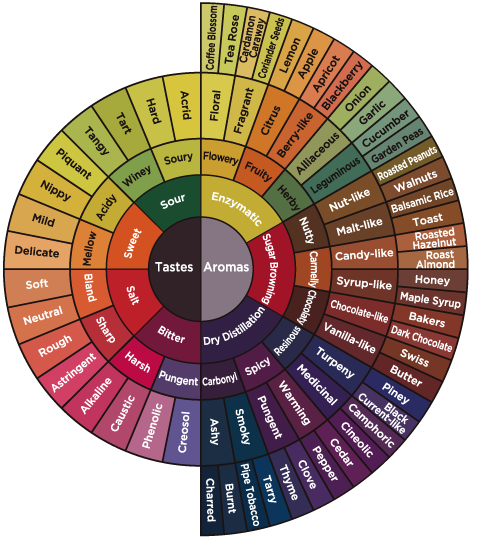 Tastes
Aromas
Sour
Sweet
Salt
Bitter
Enzymatic
Sugar Browning
Dry Distillation
Soury
Winey
Acidy
Mellow
Bland
Sharp
Harsh
Pungent
Flowery
Fruity
Herby
Nutty
Carmelly
Chocolaty
Resinous
Spicy
Carbonyl
Acrid
Hard
Tart
Tangy
Piquant
Nippy
Mild
Delicate
Soft
Neutral
Rough
Astringent
Alkaline
Caustic
Phenolic
Creosol
Floral
Fragrant
Citrus
Berry-like
Alliaceous
Leguminous
Nut-like
Malt-like
Candy-like
Syrup-like
Chocolate-like
Vanilla-like
Turpeny
Medicinal
Warming
Pungent
Smoky
Ashy
Coffee Blossom
Tea Rose
Cardamon
Caraway
Coriander Seeds
Lemon
Apple
Apricot
Blackberry
Onion
Garlic
Cucumber
Garden Peas
Roasted Peanuts
Walnuts
Balsamic Rice
Toast
Roasted
Hazelnut
Roast
Almond
Honey
Maple Syrup
Bakers
Dark Chocolate
Swiss
Butter
Piney
Black
Current-like
Camphoric
Cineolic
Cedar
Pepper
Clove
Thyme
Tarry
Pipe Tobacco
Burnt
Charred